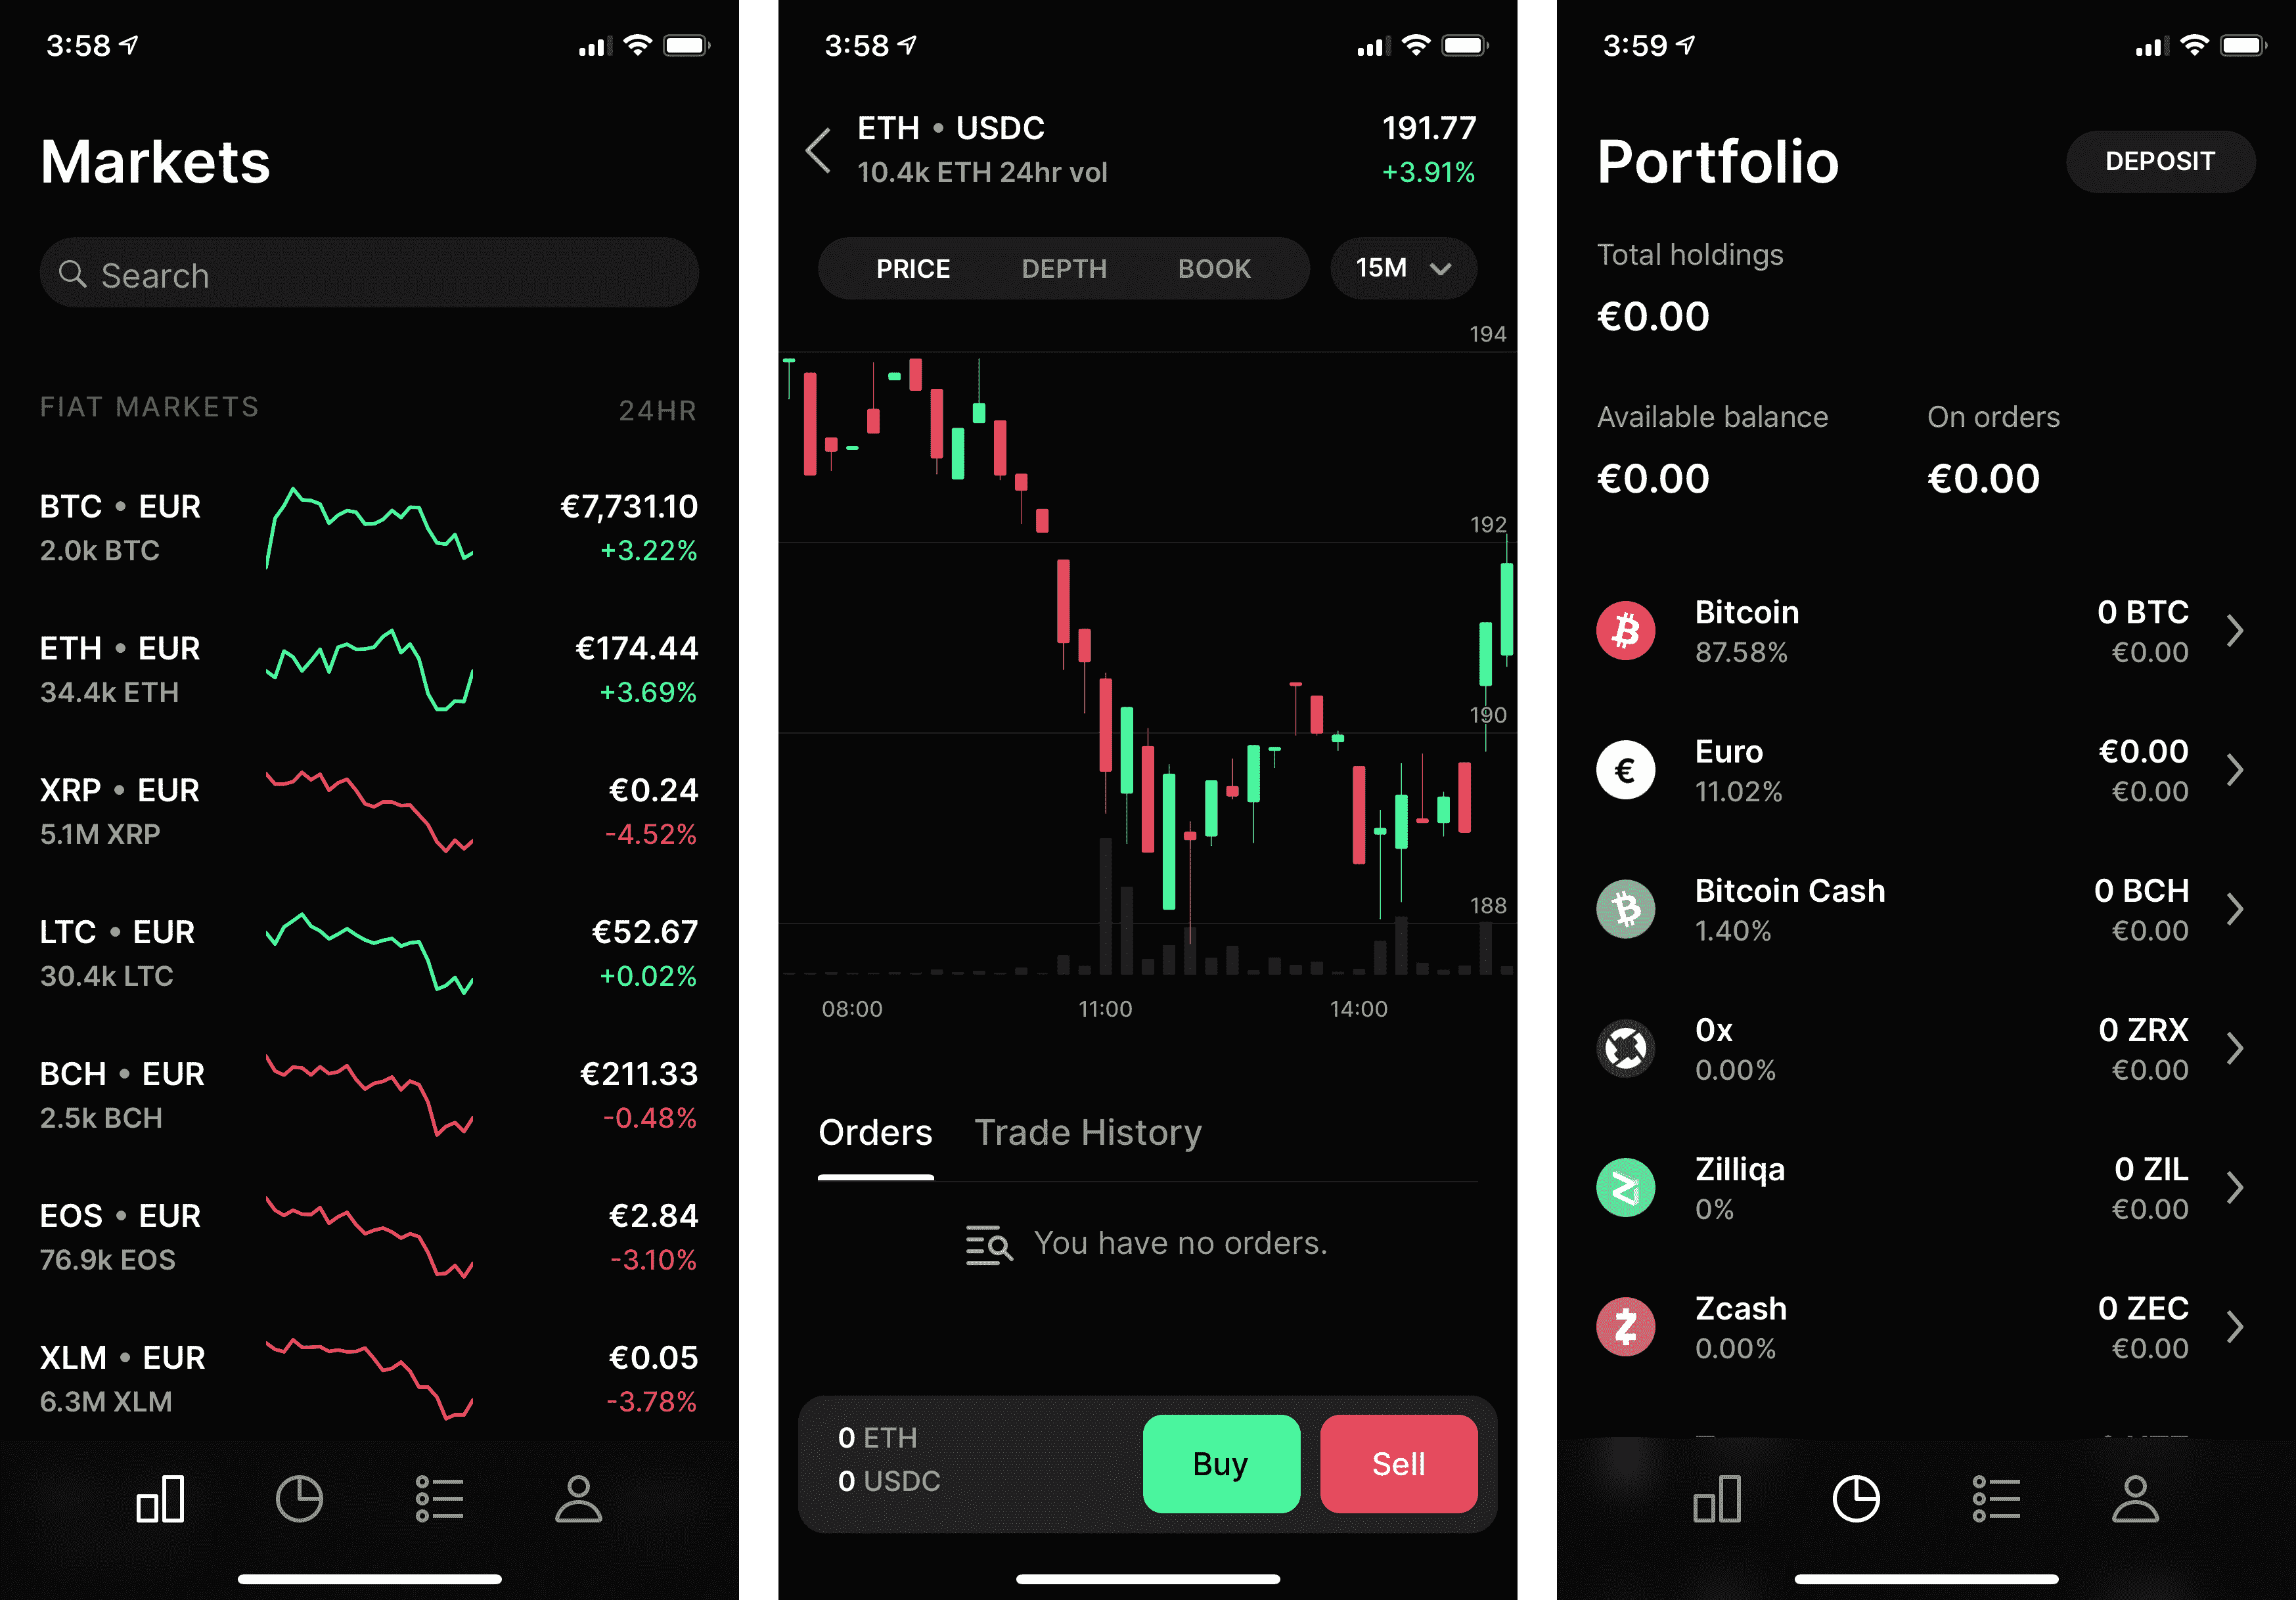 3:58
Markets
Search
FIAT MARKETS 24HR
BTC • EUR €7,731.10
2.0k BTC +3.22%
ETH • EUR €174.44
34.4k ETH +3.69%
XRP • EUR €0.24
5.1M XRP -4.52%
LTC • EUR €52.67
30.4k LTC +0.02%
BCH • EUR €211.33
2.5k BCH -0.48%
EOS • EUR €2.84
76.9k EOS -3.10%
XLM • EUR €0.05
6.3M XLM -3.78%
3:58
ETH • USDC 191.77
10.4k ETH 24hr vol +3.91%
PRICE DEPTH BOOK 15M
194
192
190
188
08:00 11:00 14:00
Orders Trade History
You have no orders.
0 ETH
0 USDC
Buy Sell
3:59
Portfolio DEPOSIT
Total holdings
€0.00
Available balance On orders
€0.00 €0.00
Bitcoin 0 BTC
87.58% €0.00
Euro €0.00
11.02% €0.00
Bitcoin Cash 0 BCH
1.40% €0.00
0x 0 ZRX
0.00% €0.00
Zilliqa 0 ZIL
0% €0.00
Zcash 0 ZEC
0.00% €0.00